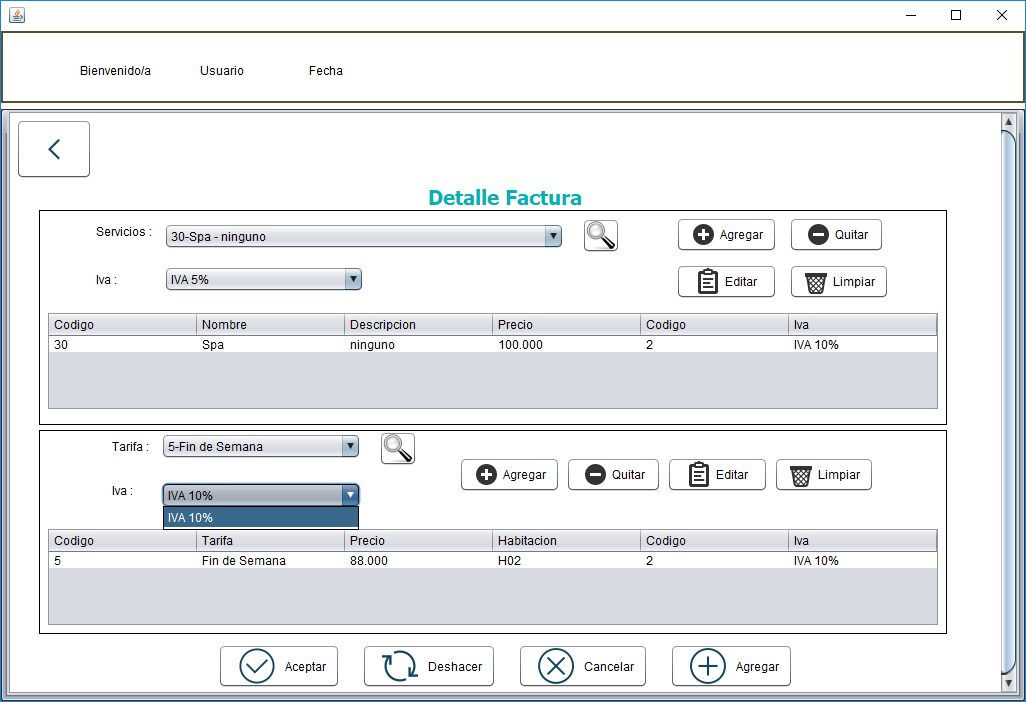 Bienvenido/a Usuario Fecha
Detalle Factura
Servicios : 30-Spa - ninguno Agregar Quitar
Iva : IVA 5% Editar Limpiar
Codigo Nombre Descripcion Precio Codigo Iva
30 Spa ninguno 100.000 2 IVA 10%
Tarifa : 5-Fin de Semana
Agregar Quitar Editar Limpiar
Iva : IVA 10%
IVA 10%
Codigo Tarifa Precio Habitacion Codigo Iva
5 Fin de Semana 88.000 H02 2 IVA 10%
Aceptar Deshacer Cancelar Agregar